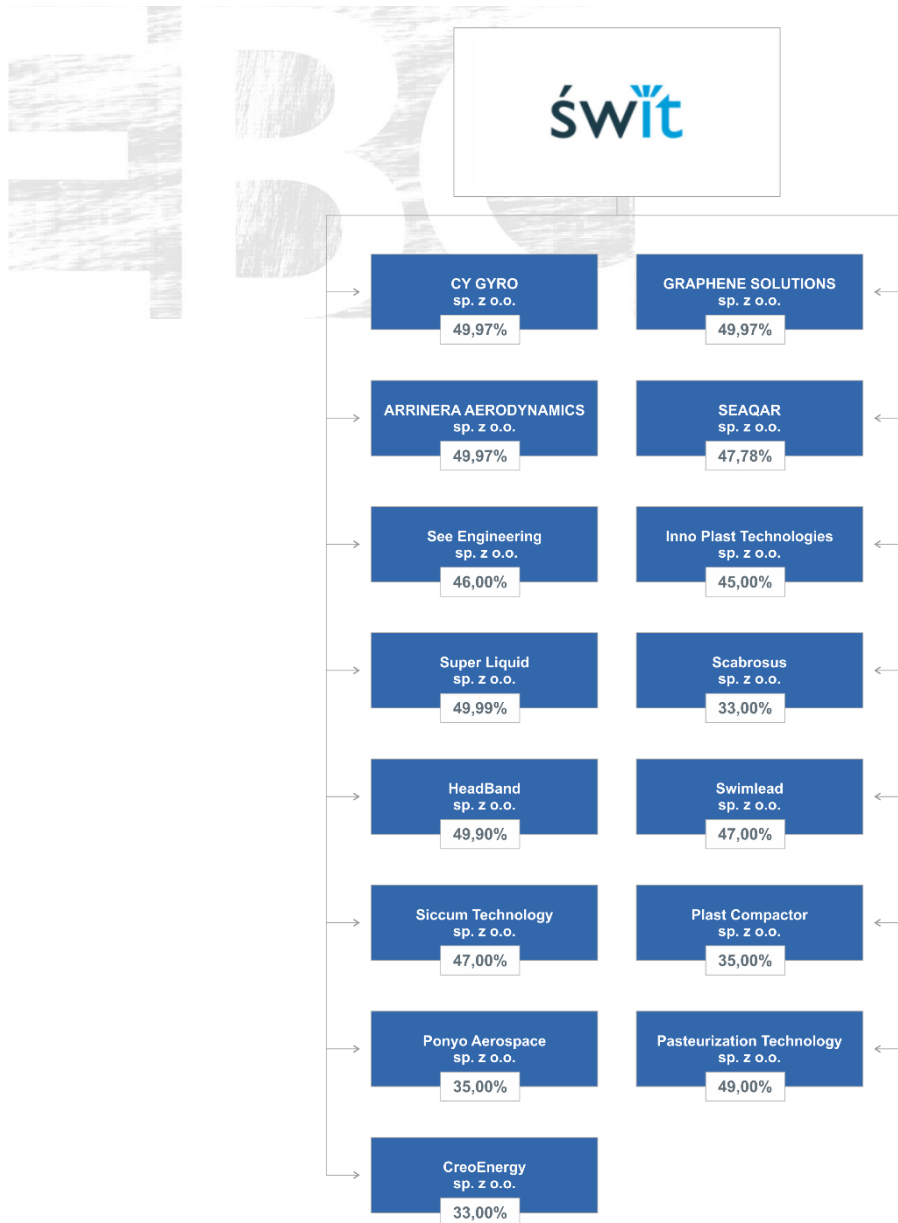 EBC
świt
CY GYRO
sp. z o.o.
49,97%
GRAPHENE SOLUTIONS
sp. z o.o.
49,97%
ARRINERA AERODYNAMICS
sp. z o.o.
49,97%
SEAQAR
sp. z o.o.
47,78%
See Engineering
sp. z o.o.
46,00%
Inno Plast Technologies
sp. z o.o.
45,00%
Super Liquid
sp. z o.o.
49,99%
Scabrosus
sp. z o.o.
33,00%
HeadBand
sp. z o.o.
49,90%
Swimlead
sp. z o.o.
47,00%
Siccum Technology
sp. z o.o.
47,00%
Plast Compactor
sp. z o.o.
35,00%
Ponyo Aerospace
sp. z o.o.
35,00%
Pasteurization Technology
sp. z o.o.
49,00%
CreoEnergy
sp. z o.o.
33,00%